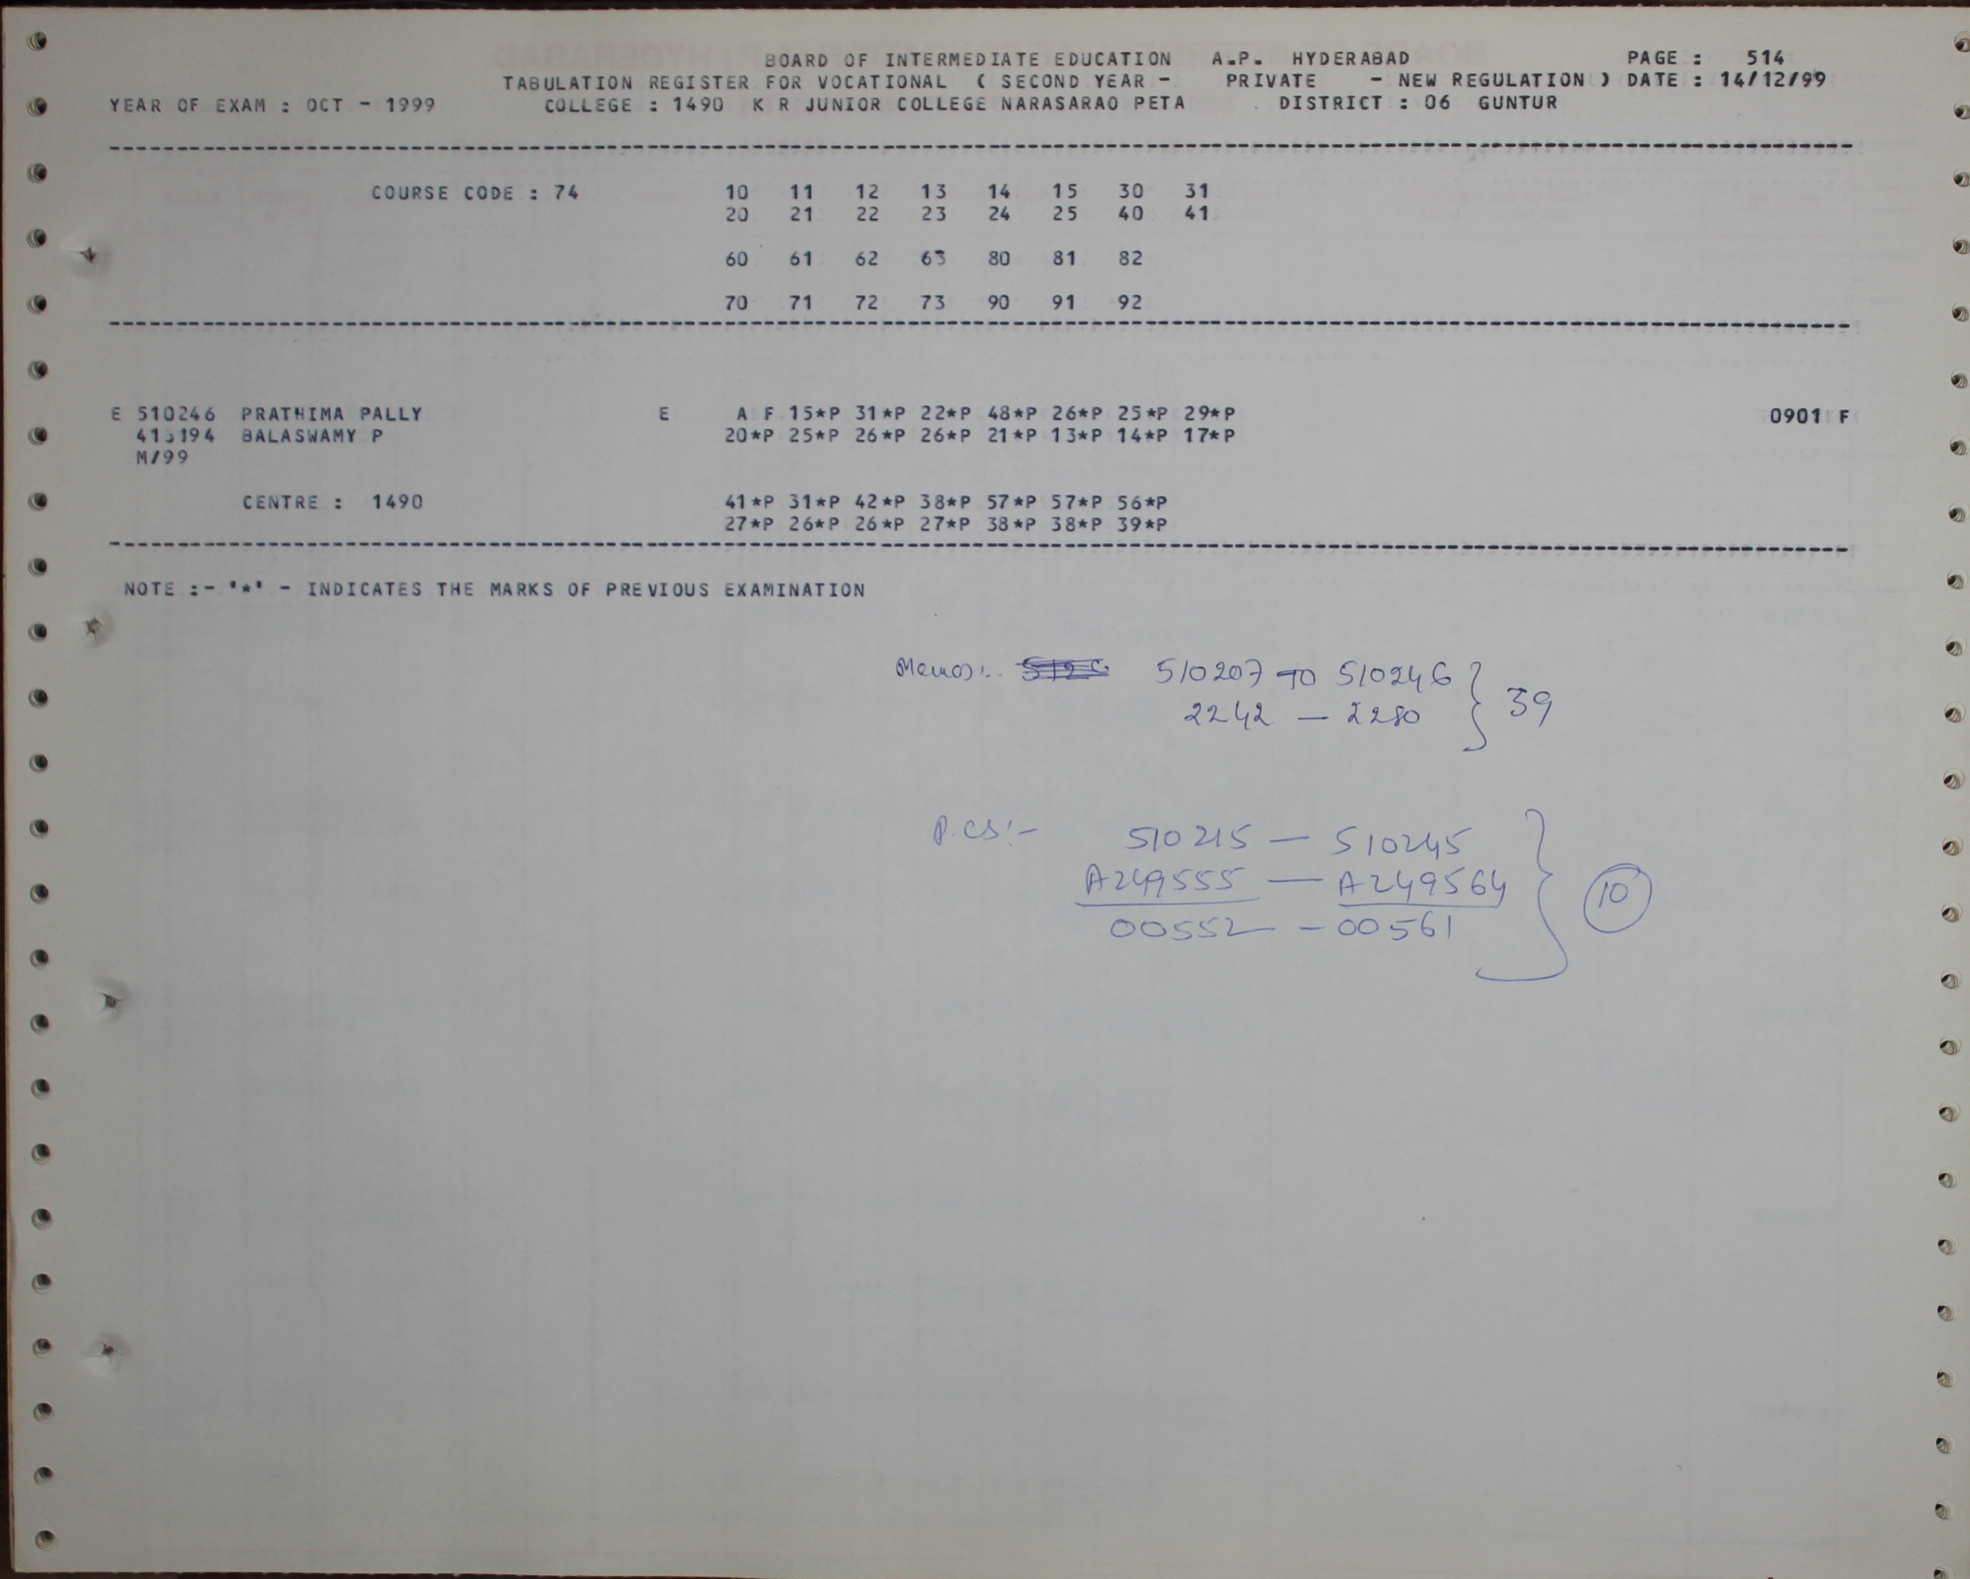 BOARD OF INTERMEDIATE EDUCATION A.P. HYDERABAD PAGE : 514
TABULATION REGISTER FOR VOCATIONAL ( SECOND YEAR - PRIVATE - NEW REGULATION ) DATE : 14/12/99
YEAR OF EXAM : OCT - 1999 COLLEGE : 1490 K R JUNIOR COLLEGE NARASARAO PETA DISTRICT : 06 GUNTUR
COURSE CODE : 74 10 11 12 13 14 15 30 31
20 21 22 23 24 25 40 41
60 61 62 63 80 81 82
70 71 72 73 90 91 92
E 510246 PRATHIMA PALLY E A F 15*P 31*P 22*P 48*P 26*P 25*P 29*P 0901 F
BALASWAMY P 20*P 25*P 26*P 26*P 21*P 13*P 14*P 17*P
M/99
CENTRE : 1490 41*P 31*P 42*P 38*P 57*P 57*P 56*P
27*P 26*P 26*P 27*P 38*P 38*P 39*P
NOTE :- '*' - INDICATES THE MARKS OF PREVIOUS EXAMINATION
Memos:- 510207 TO 510246
2242 — 2280 } 39
P.CS:- 510215 — 510245
A249555 — A249564 } 10
00552 - 00561